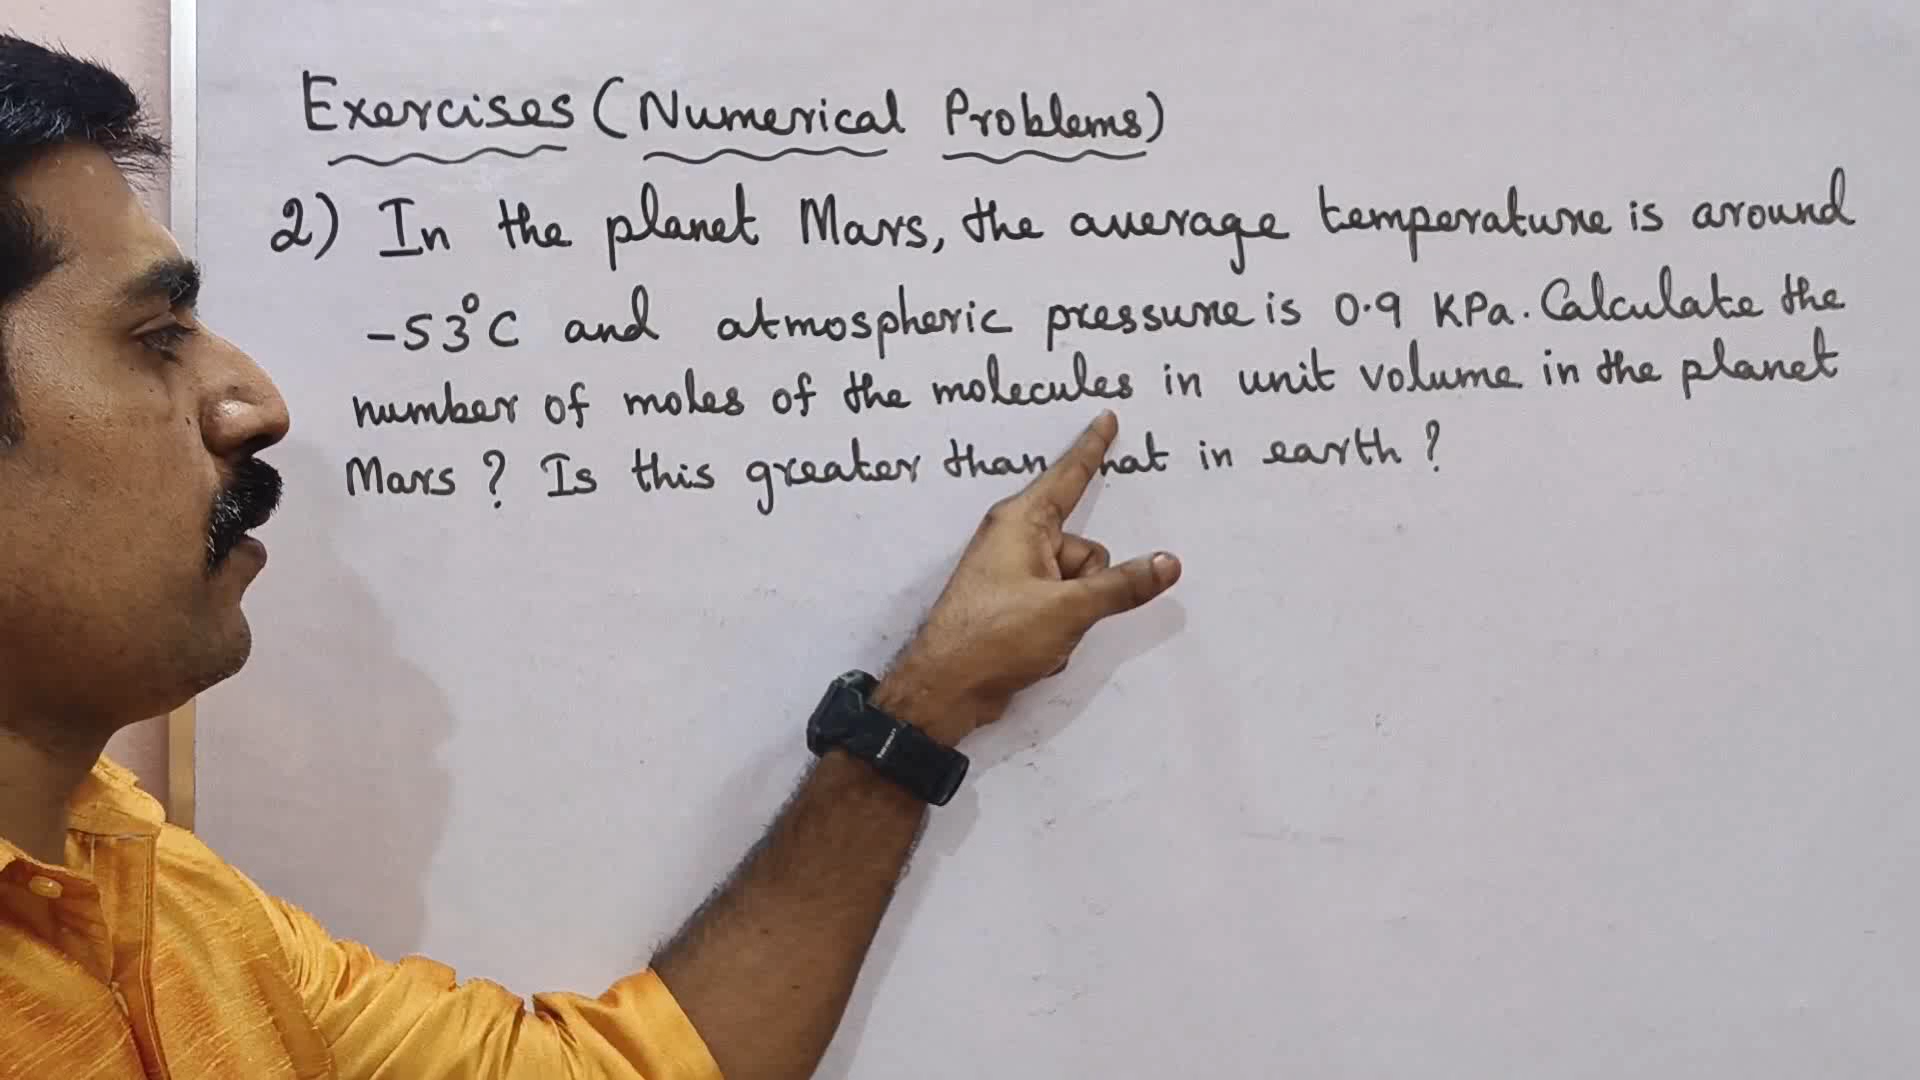 Exercises (Numerical Problems)
2) In the planet Mars, the average temperature is around
-53°C and atmospheric pressure is 0.9 KPa. Calculate the
number of moles of the molecules in unit volume in the planet
Mars ? Is this greater than hat in earth ?